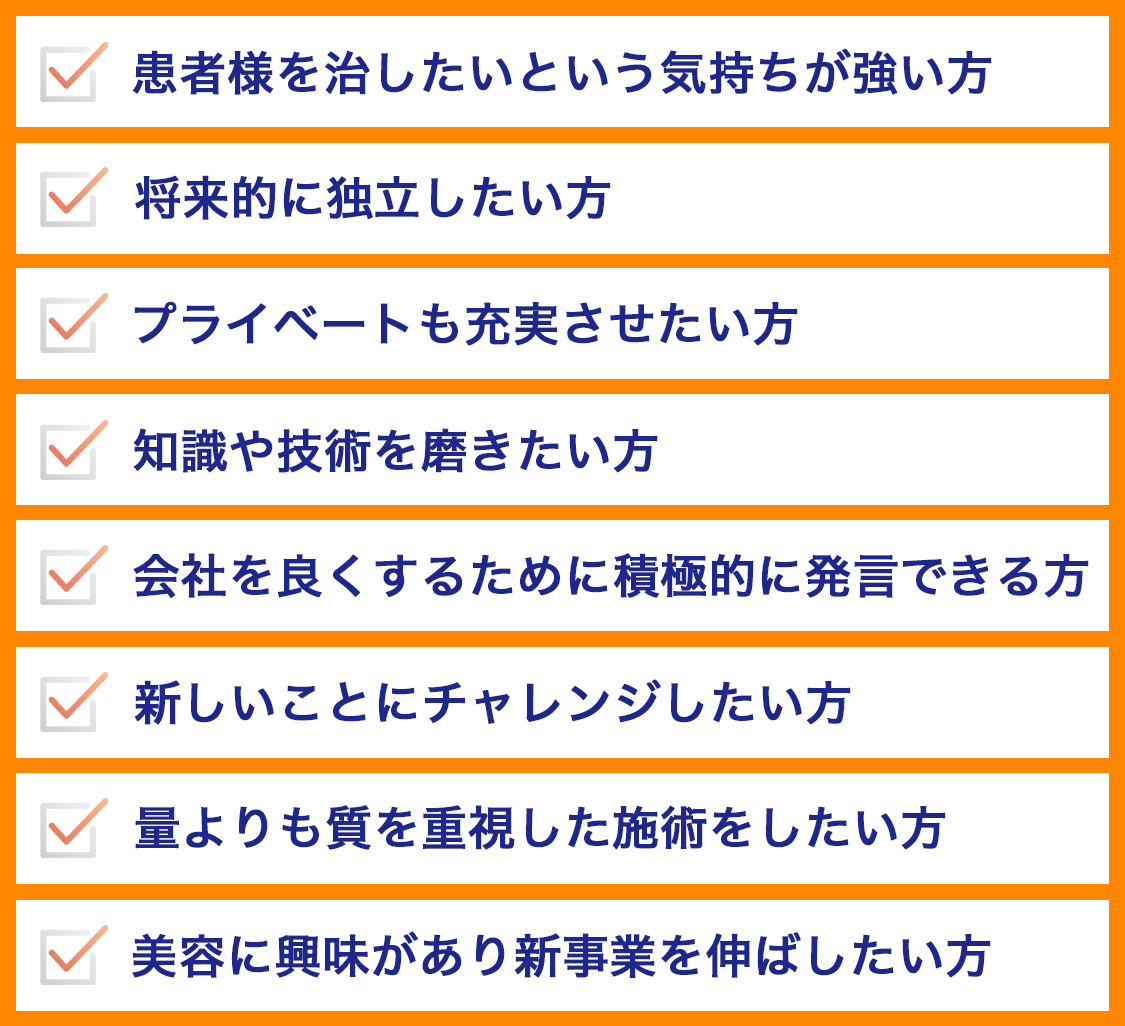 患者様を治したいという気持ちが強い方
将来的に独立したい方
プライベートも充実させたい方
知識や技術を磨きたい方
会社を良くするために積極的に発言できる方
新しいことにチャレンジしたい方
量よりも質を重視した施術をしたい方
美容に興味があり新事業を伸ばしたい方